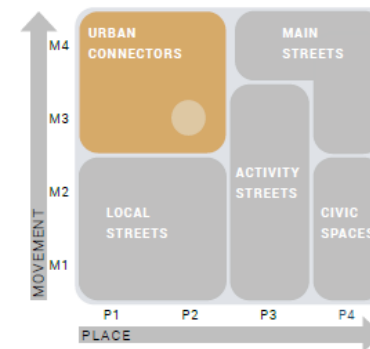 URBAN
CONNECTORS
MAIN
STREETS
M4
M3
ACTIVITY
STREETS
M2
LOCAL
STREETS
CIVIC
SPACES
M1
MOVEMENT
P1 P2 P3 P4
PLACE